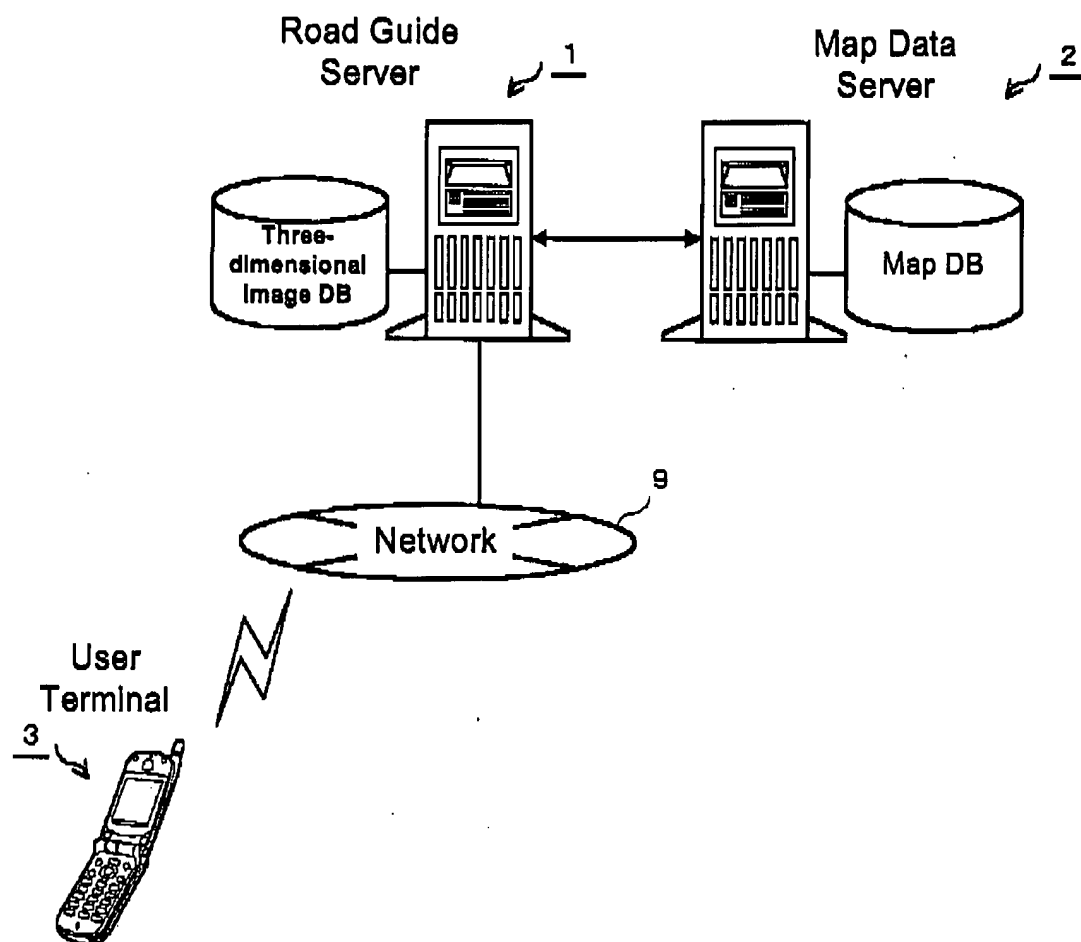 Road Guide
Server
1
Map Data
Server
2
Three-
dimensional
Image DB
Map DB
9
Network
User
Terminal
3